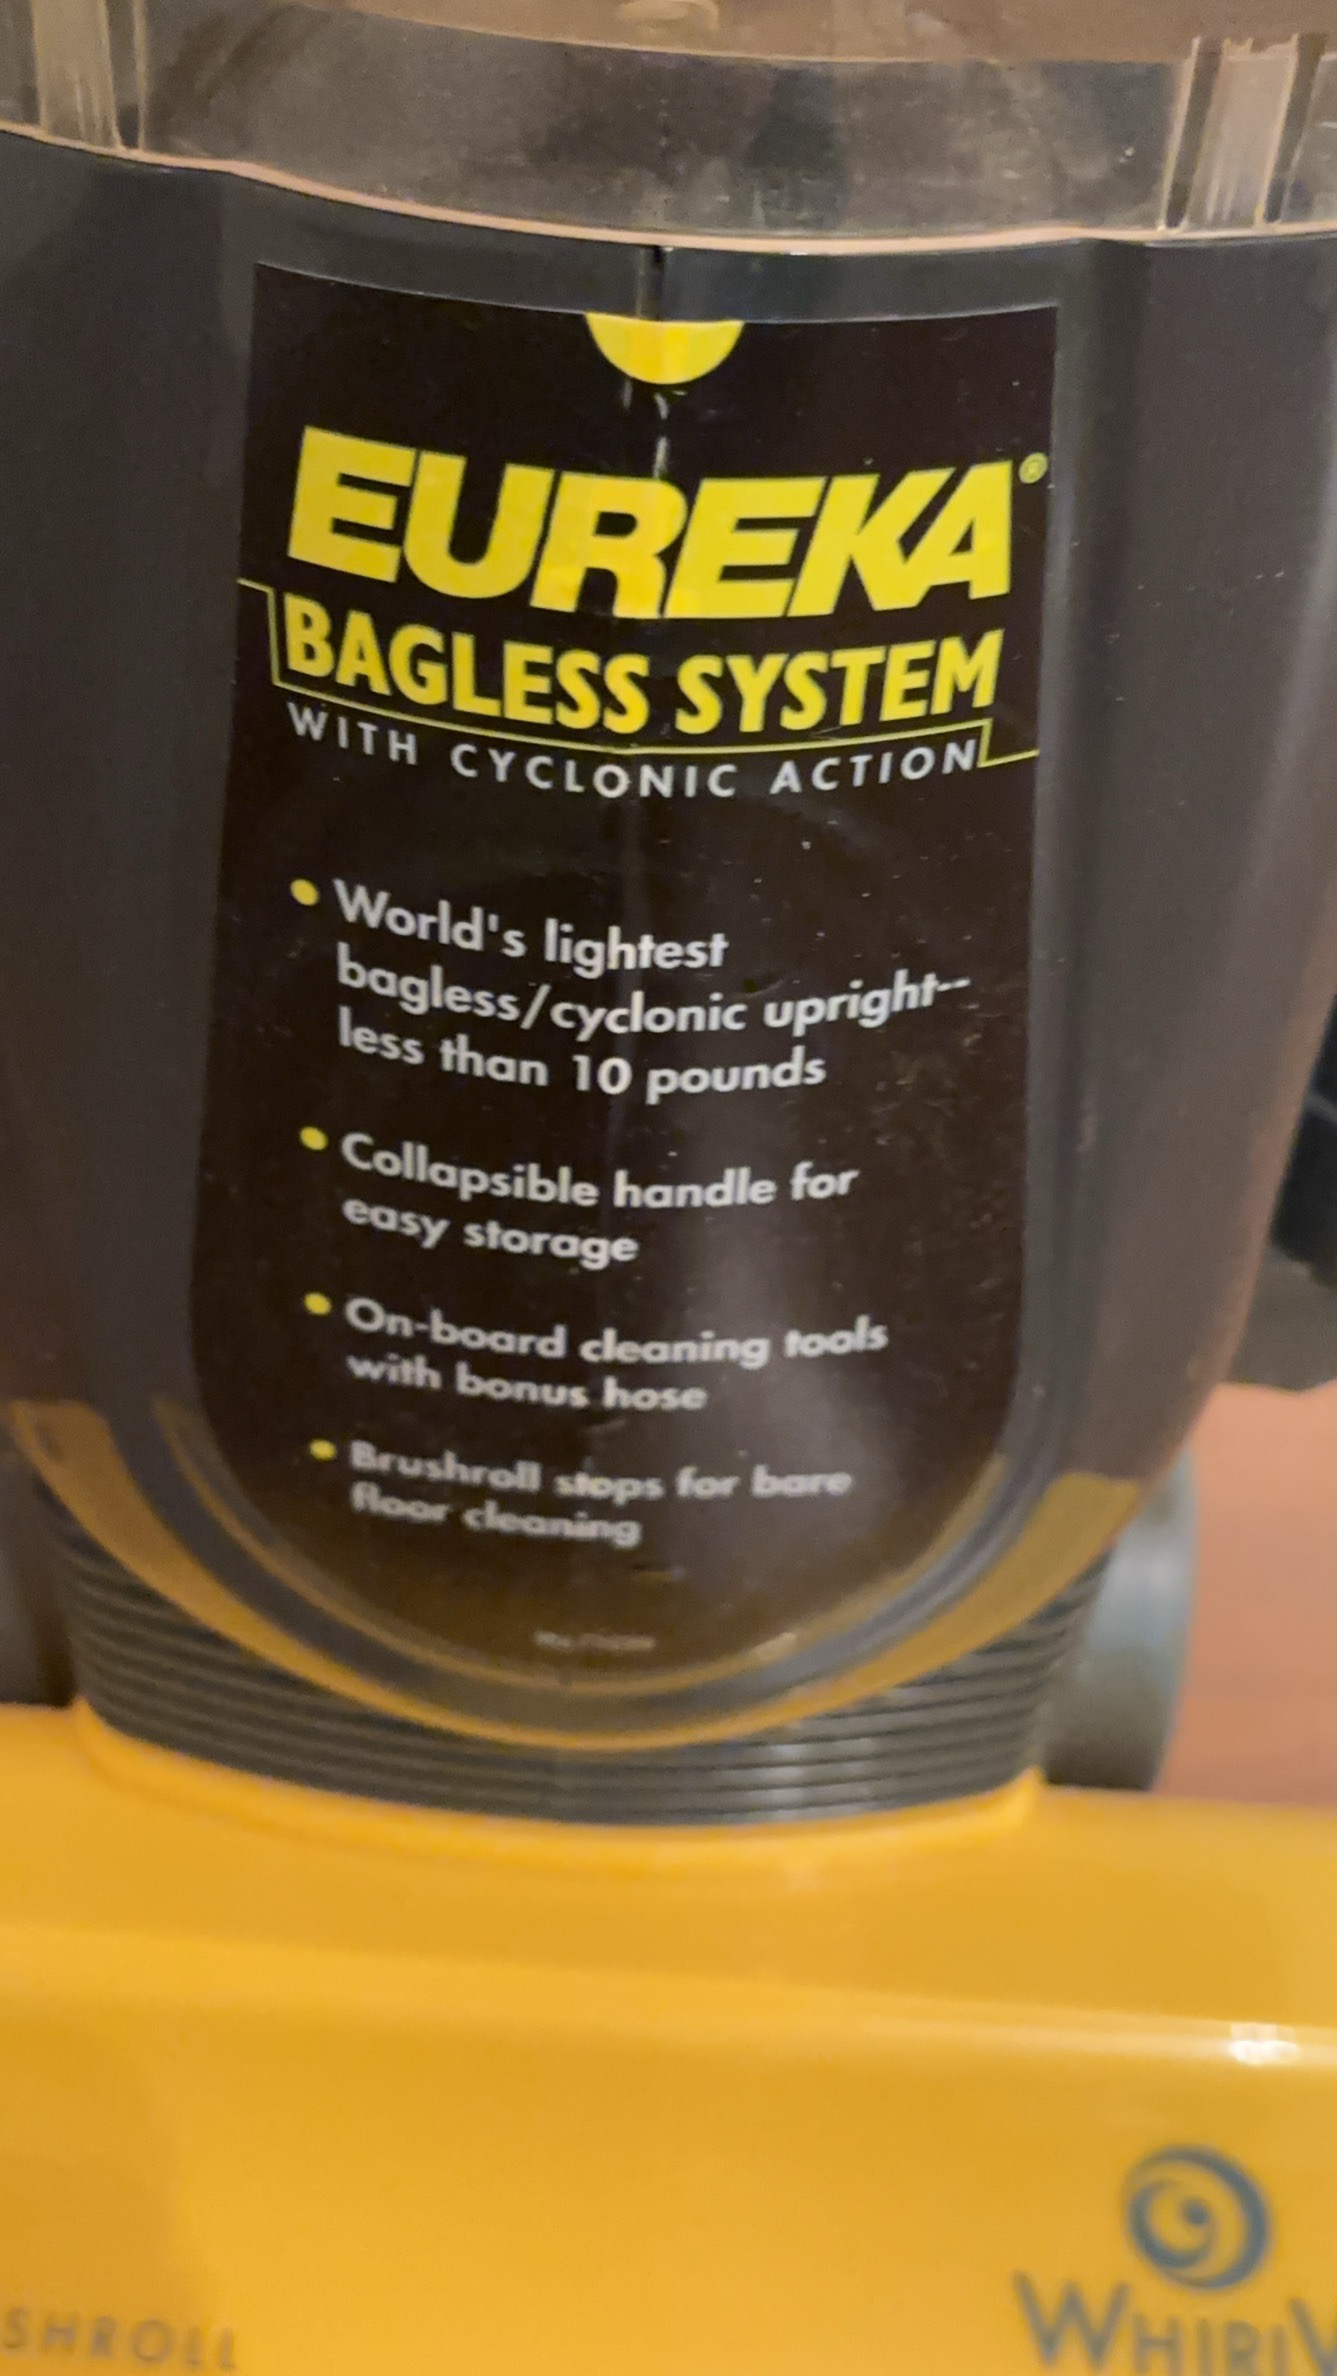 EUREKA®
BAGLESS SYSTEM
WITH CYCLONIC ACTION
• World's lightest
bagless/cyclonic upright--
less than 10 pounds
• Collapsible handle for
easy storage
• On-board cleaning tools
with bonus hose
• Brushroll stops for bare
floor cleaning
SHROLL